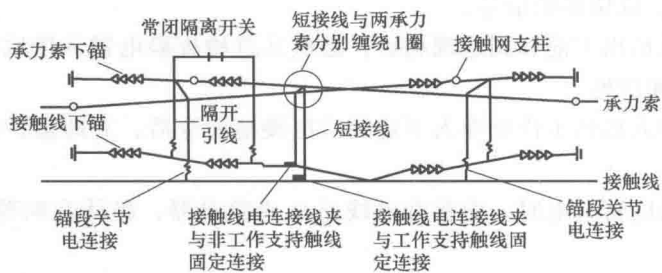 常闭隔离开关
短接线与两承力
索分别缠绕1圈
接触网支柱
承力索下锚
承力索
隔开
引线
短接线
接触线下锚
接触线
锚段关节
电连接
接触线电连接线夹
与非工作支持触线
固定连接
接触线电连接线夹
与工作支持触线固
定连接
锚段关节
电连接